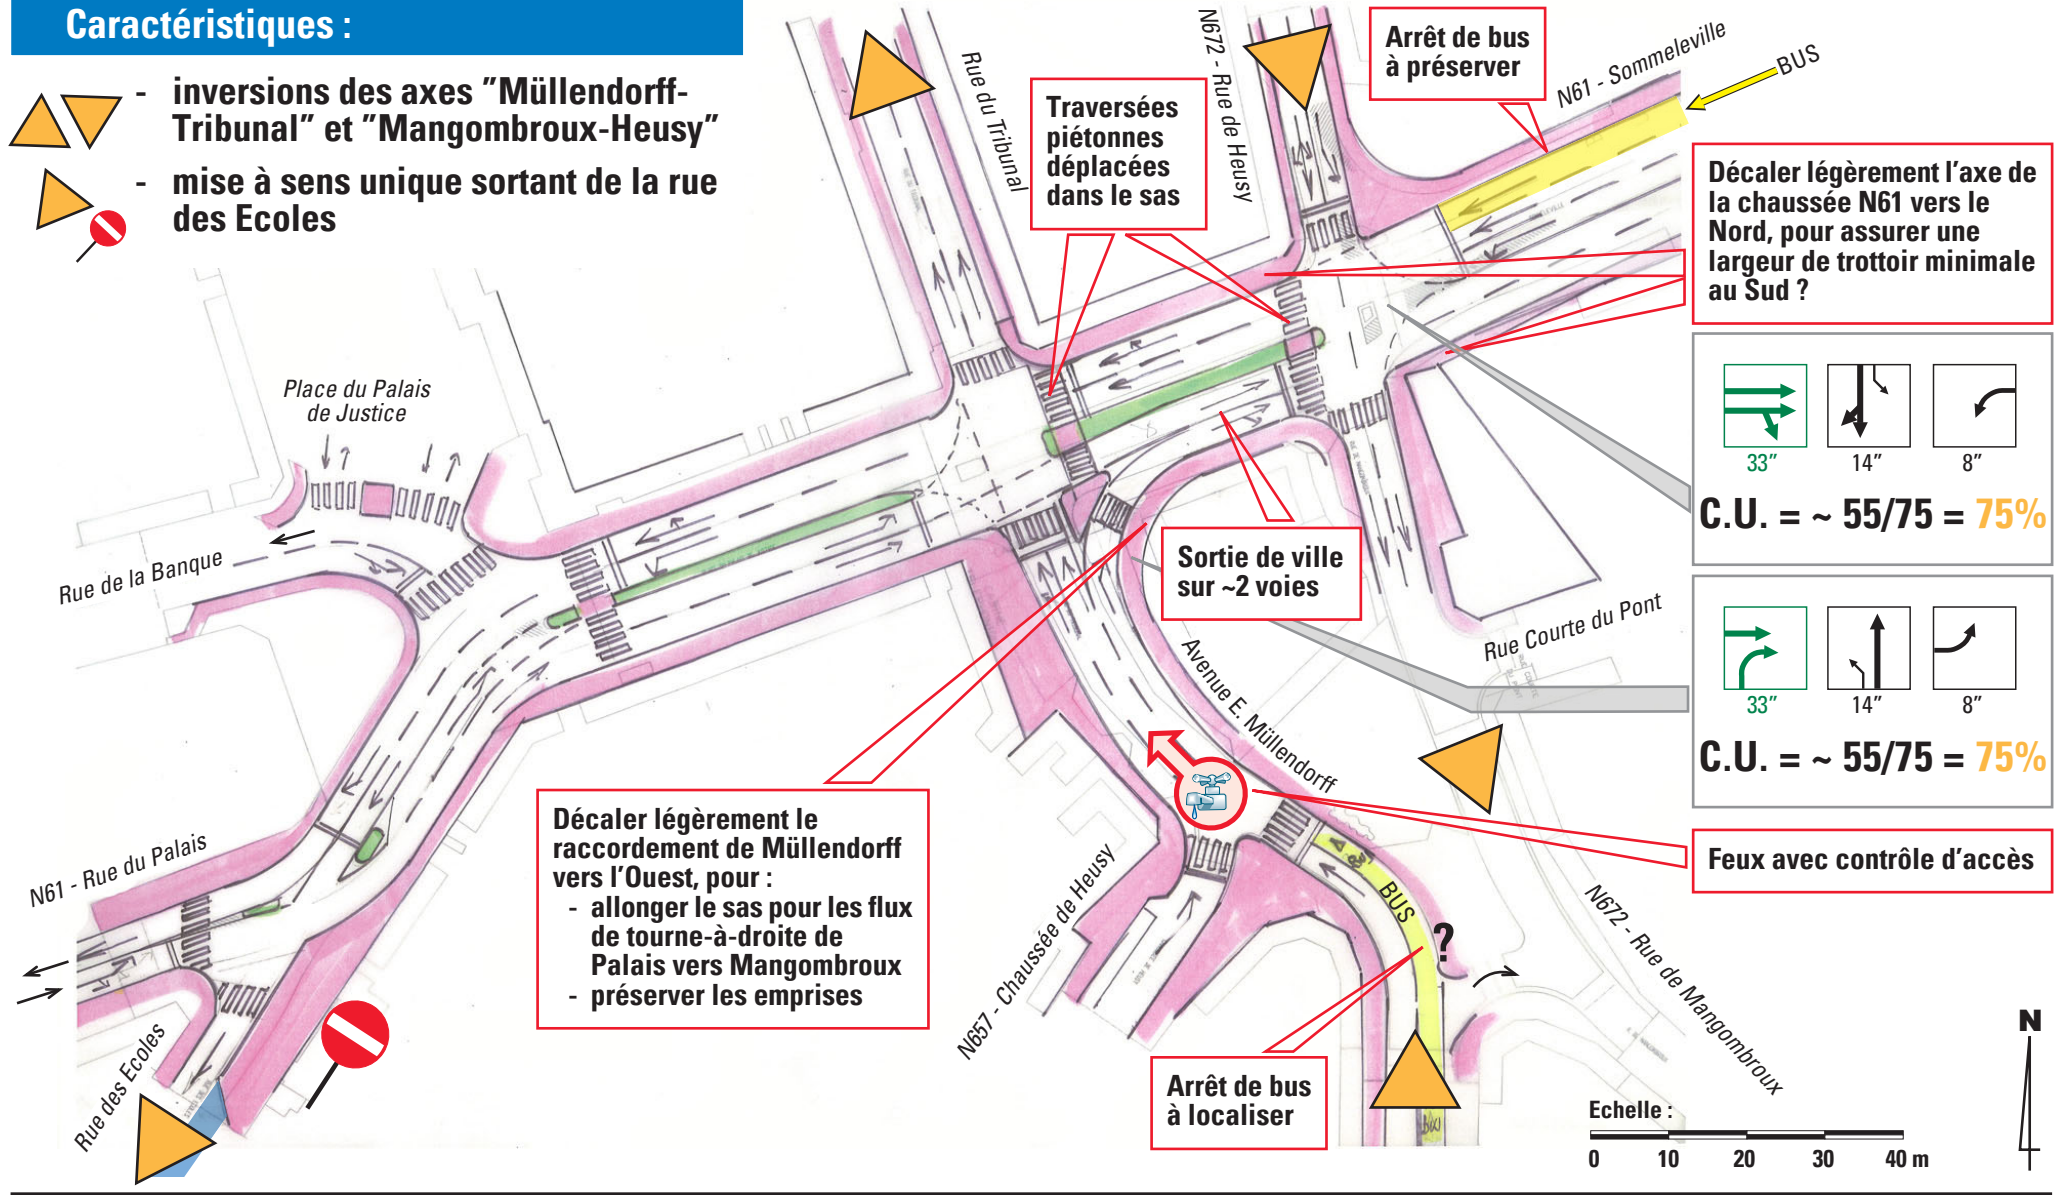 Caractéristiques :
- inversions des axes ”Müllendorff-
Tribunal” et ”Mangombroux-Heusy”
- mise à sens unique sortant de la rue
des Ecoles
Rue du Tribunal
N672 - Rue de Heusy
Arrêt de bus
à préserver
N61 - Sommeleville
BUS
Traversées
piétonnes
déplacées
dans le sas
Décaler légèrement l’axe de
la chaussée N61 vers le
Nord, pour assurer une
largeur de trottoir minimale
au Sud ?
33”
14”
8”
C.U. = ~ 55/75 = 75%
Place du Palais
de Justice
Rue de la Banque
Sortie de ville
sur ~2 voies
Rue Courte du Pont
33”
14”
8”
C.U. = ~ 55/75 = 75%
Avenue E. Müllendorff
Feux avec contrôle d’accès
N61 - Rue du Palais
Décaler légèrement le
raccordement de Müllendorff
vers l’Ouest, pour :
- allonger le sas pour les flux
de tourne-à-droite de
Palais vers Mangombroux
- préserver les emprises
BUS
?
N657 - Chaussée de Heusy
N672 - Rue de Mangombroux
Rue des Ecoles
Arrêt de bus
à localiser
N
Echelle :
0 10 20 30 40 m